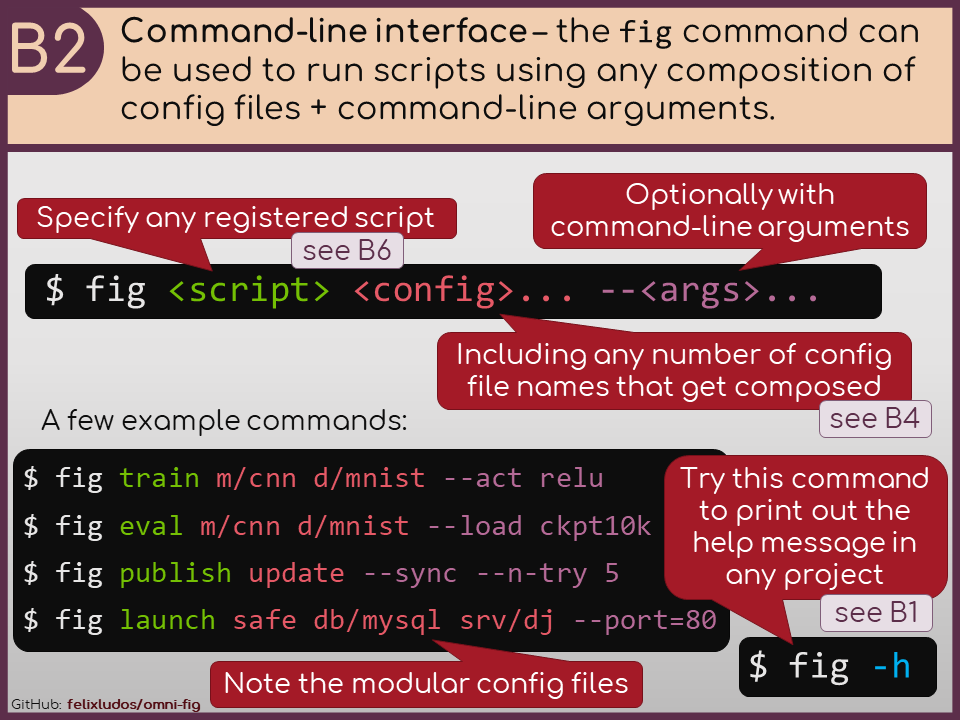 B2
Command-line interface – the fig command can
be used to run scripts using any composition of
config files + command-line arguments.
Specify any registered script
see B6
Optionally with
command-line arguments
$ fig <script> <config>... --<args>...
Including any number of config
file names that get composed
see B4
A few example commands:
$ fig train m/cnn d/mnist --act relu
$ fig eval m/cnn d/mnist --load ckpt10k
$ fig publish update --sync --n-try 5
$ fig launch safe db/mysql srv/dj --port=80
Try this command
to print out the
help message in
any project
see B1
$ fig -h
Note the modular config files
GitHub: felixludos/omni-fig